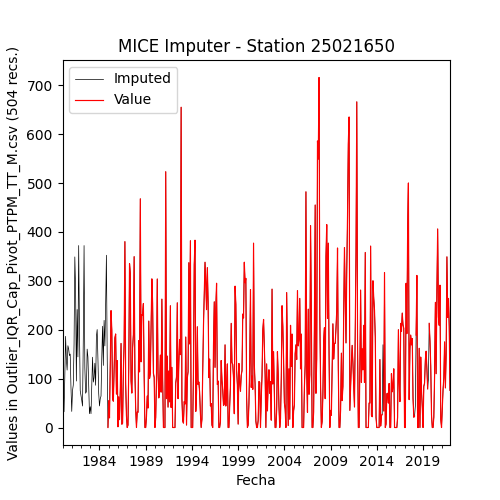 MICE Imputer - Station 25021650
Imputed
Value
Values in Outlier_IQR_Cap_Pivot_PTPM_TT_M.csv (504 recs.)
700
600
500
400
300
200
100
0
1984 1989 1994 1999 2004 2009 2014 2019
Fecha